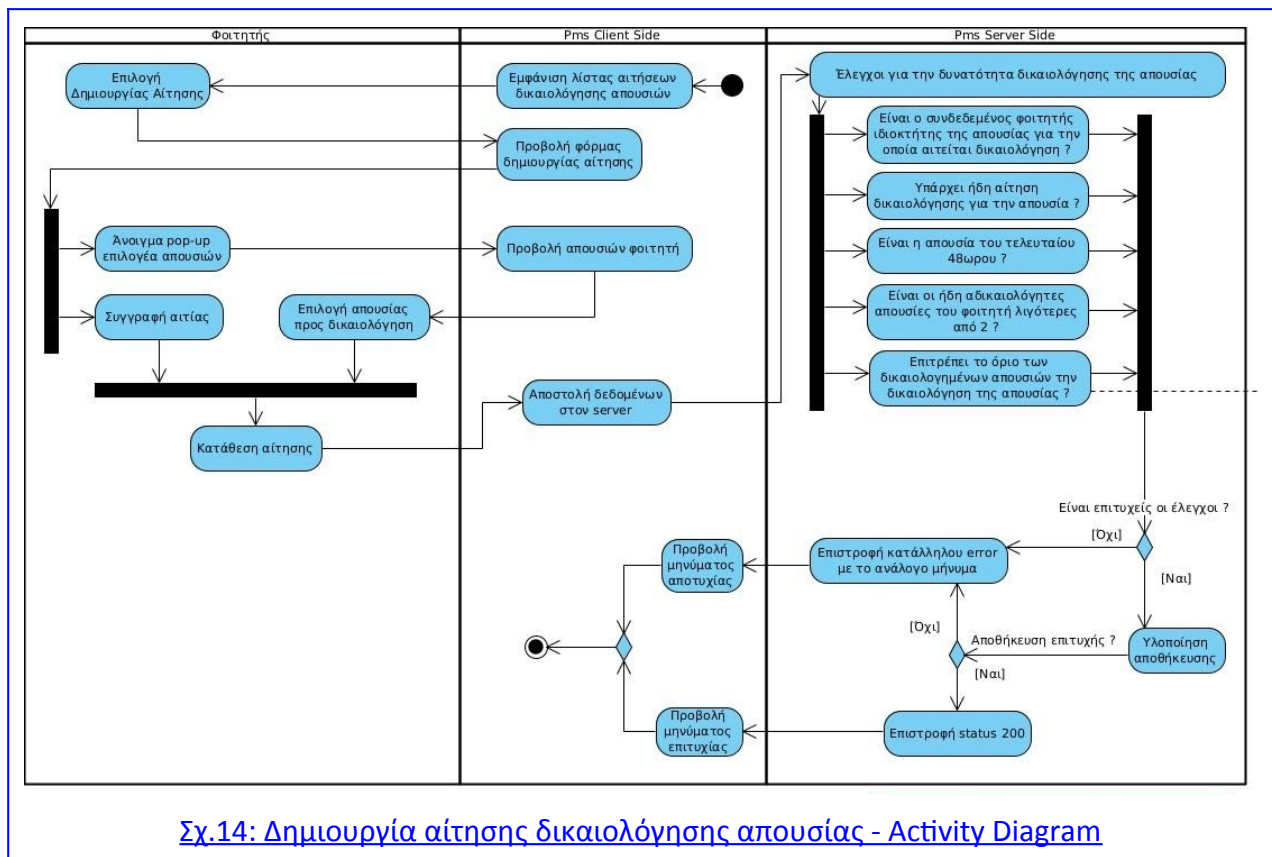 Φοιτητής
Pms Client Side
Pms Server Side
Επιλογή
Δημιουργίας Αίτησης
Εμφάνιση λίστας αιτήσεων
δικαιολόγησης απουσιών
Έλεγχοι για την δυνατότητα δικαιολόγησης της απουσίας
Προβολή φόρμας
δημιουργίας αίτησης
Άνοιγμα pop-up
επιλογέα απουσιών
Προβολή απουσιών φοιτητή
Συγγραφή αιτίας
Επιλογή απουσίας
προς δικαιολόγηση
Κατάθεση αίτησης
Αποστολή δεδομένων
στον server
Είναι ο συνδεδεμένος φοιτητής
ιδιοκτήτης της απουσίας για την
οποία αιτείται δικαιολόγηση ?
Υπάρχει ήδη αίτηση
δικαιολόγησης για την απουσία ?
Είναι η απουσία του τελευταίου
48ωρου ?
Είναι οι ήδη αδικαιολόγητες
απουσίες του φοιτητή λιγότερες
από 2 ?
Επιτρέπει το όριο των
δικαιολογημένων απουσιών την
δικαιολόγηση της απουσίας ?
Είναι επιτυχείς οι έλεγχοι ?
[Όχι]
[Ναι]
Επιστροφή κατάλληλου error
με το ανάλογο μήνυμα
Προβολή
μηνύματος
αποτυχίας
Υλοποίηση
αποθήκευσης
Αποθήκευση επιτυχής ?
[Όχι]
[Ναι]
Επιστροφή status 200
Προβολή
μηνύματος
επιτυχίας
Σχ.14: Δημιουργία αίτησης δικαιολόγησης απουσίας - Activity Diagram